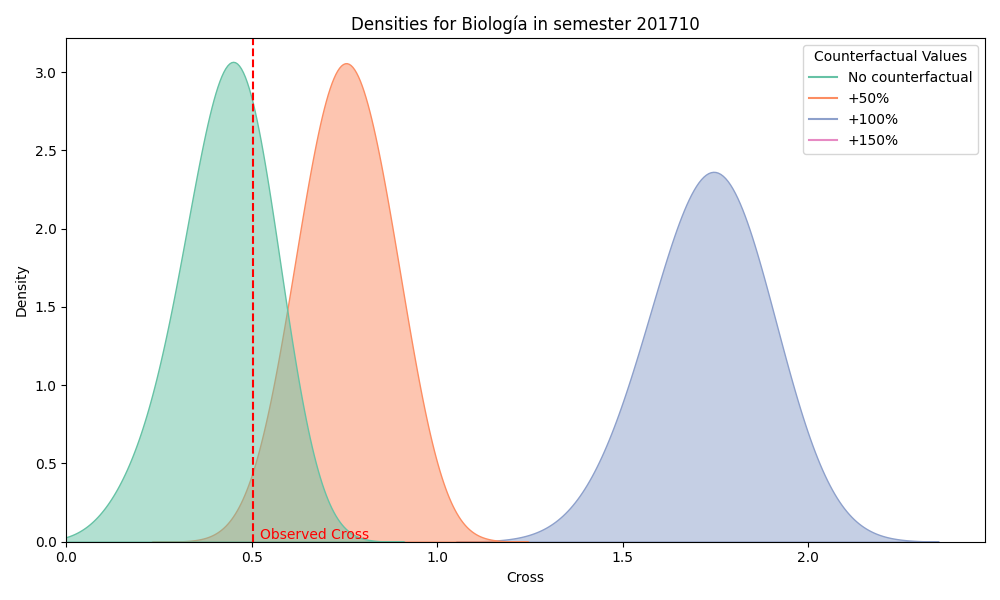 Densities for Biología in semester 201710
Counterfactual Values
No counterfactual
+50%
+100%
+150%
Density
3.0
2.5
2.0
1.5
1.0
0.5
0.0
Observed Cross
0.0 0.5 1.0 1.5 2.0
Cross